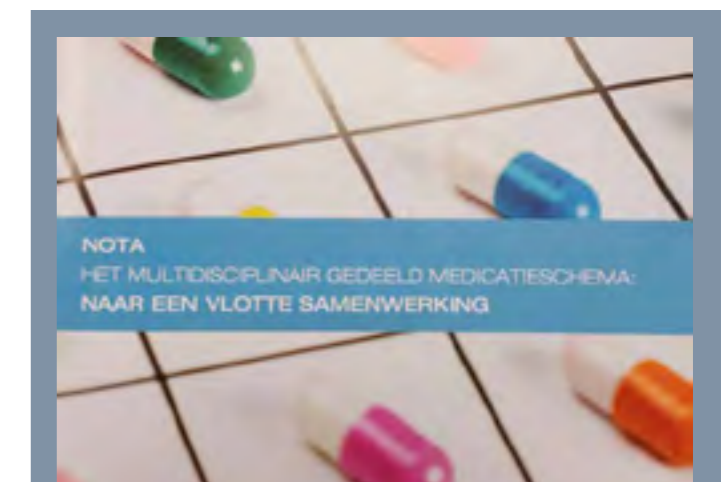 NOTA
HET MULTIDISCIPLINAIR GEDEELD MEDICATIESCHEMA:
NAAR EEN VLOTTE SAMENWERKING